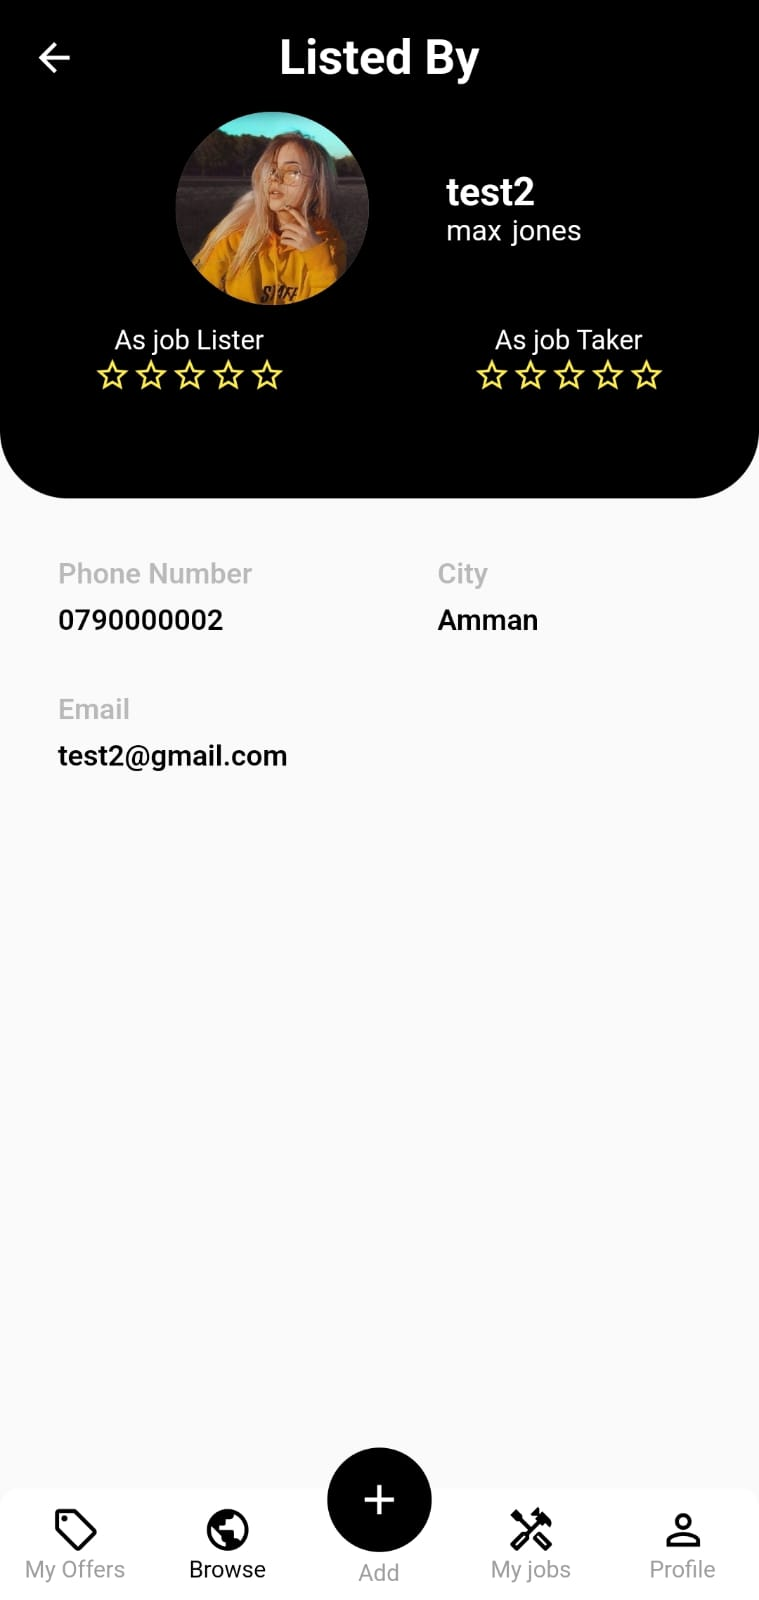 Listed By
test2
max jones
As job Lister
As job Taker
Phone Number
City
0790000002
Amman
Email
test2@gmail.com
My Offers
Browse
Add
My jobs
Profile